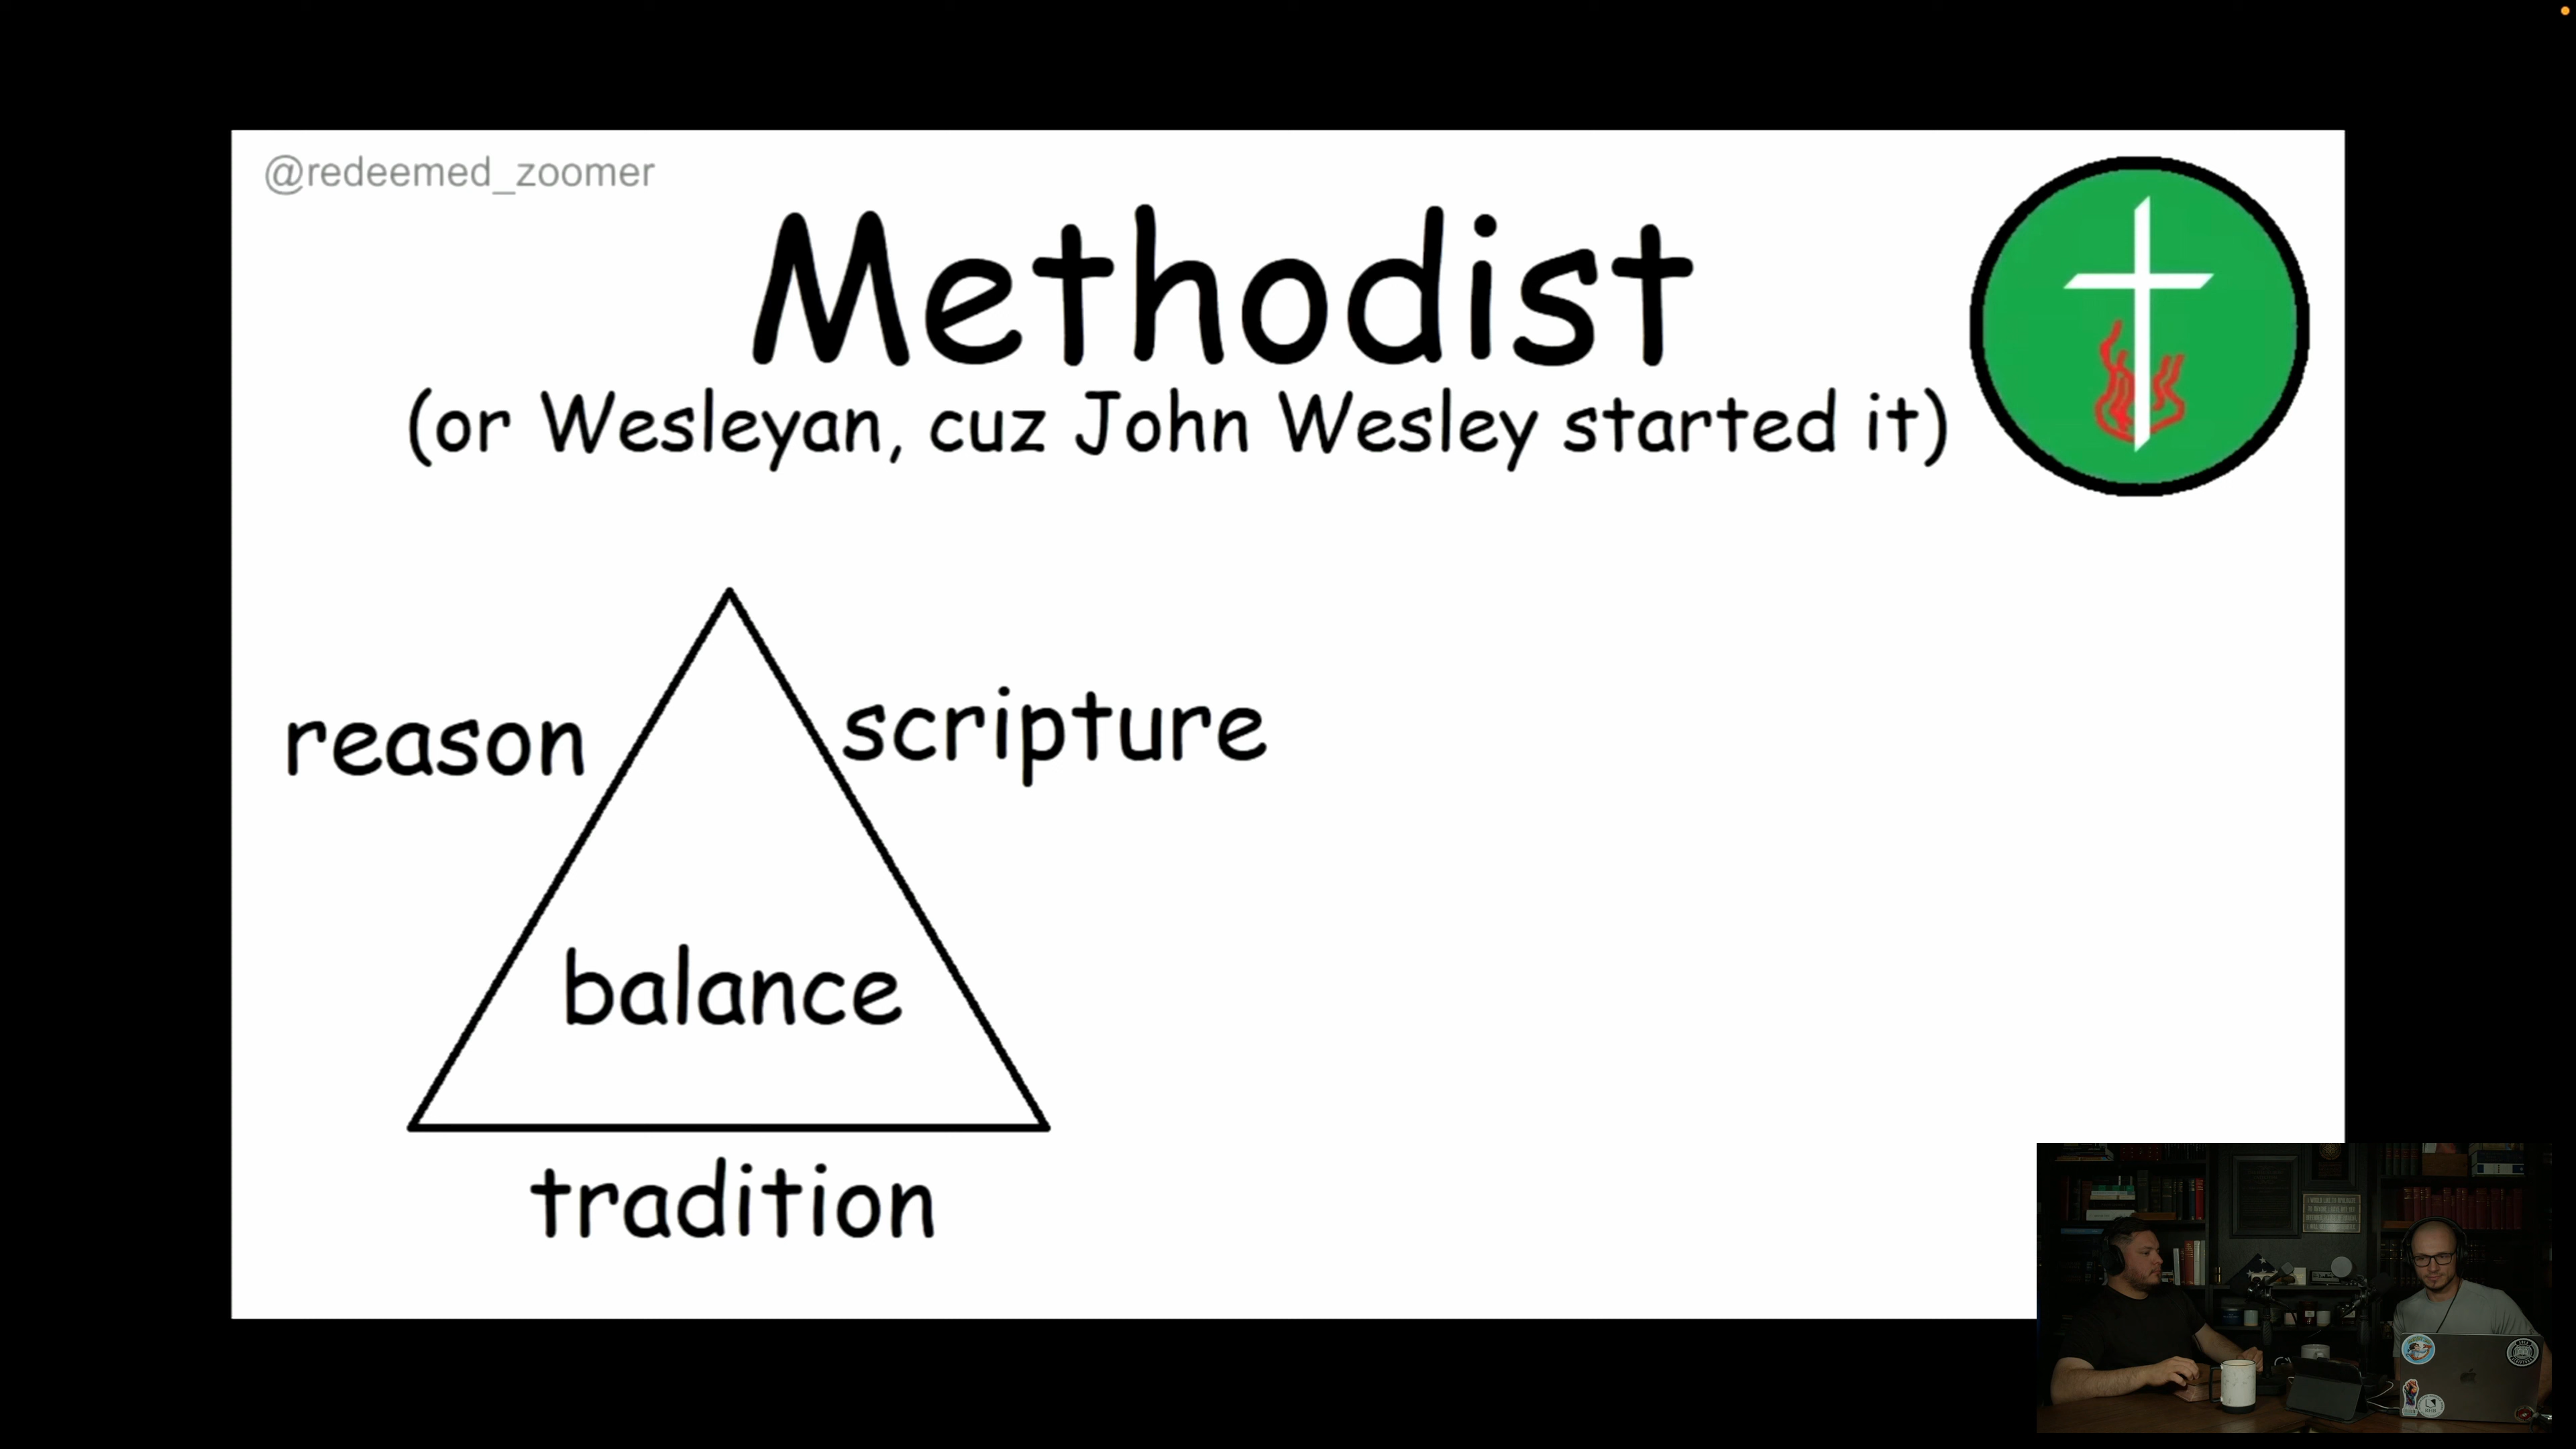 @redeemed_zoomer
Methodist
(or Wesleyan, cuz John Wesley started it)
reason
scripture
balance
tradition